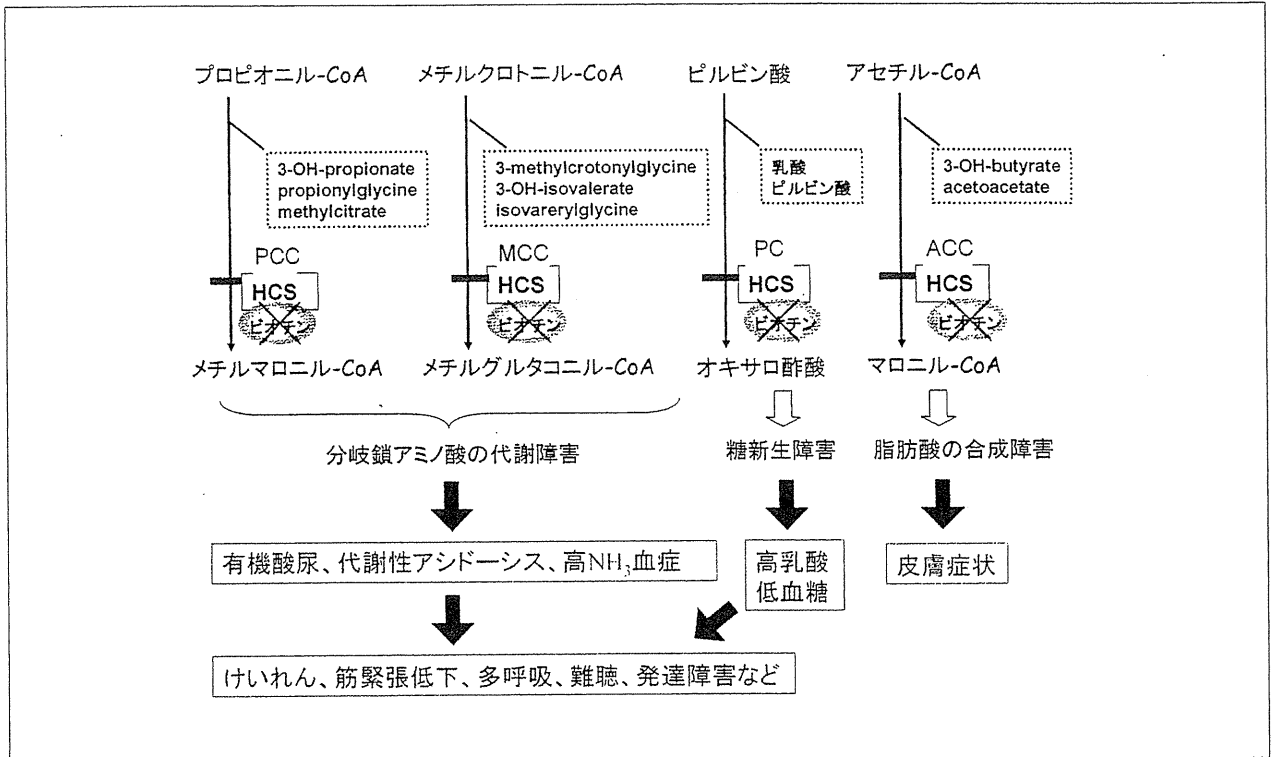 プロピオニル-CoA メチルクロトニル-CoA ピルビン酸 アセチル-CoA
3-OH-propionate
propionylglycine
methylcitrate
3-methylcrotonylglycine
3-OH-isovalerate
isovarerylglycine
乳酸
ピルビン酸
3-OH-butyrate
acetoacetate
PCC MCC PC ACC
HCS HCS HCS HCS
ビオチン ビオチン ビオチン ビオチン
メチルマロニル-CoA メチルグルタコニル-CoA オキサロ酢酸 マロニル-CoA
分岐鎖アミノ酸の代謝障害 糖新生障害 脂肪酸の合成障害
有機酸尿、代謝性アシドーシス、高NH₃血症
高乳酸
低血糖
皮膚症状
けいれん、筋緊張低下、多呼吸、難聴、発達障害など